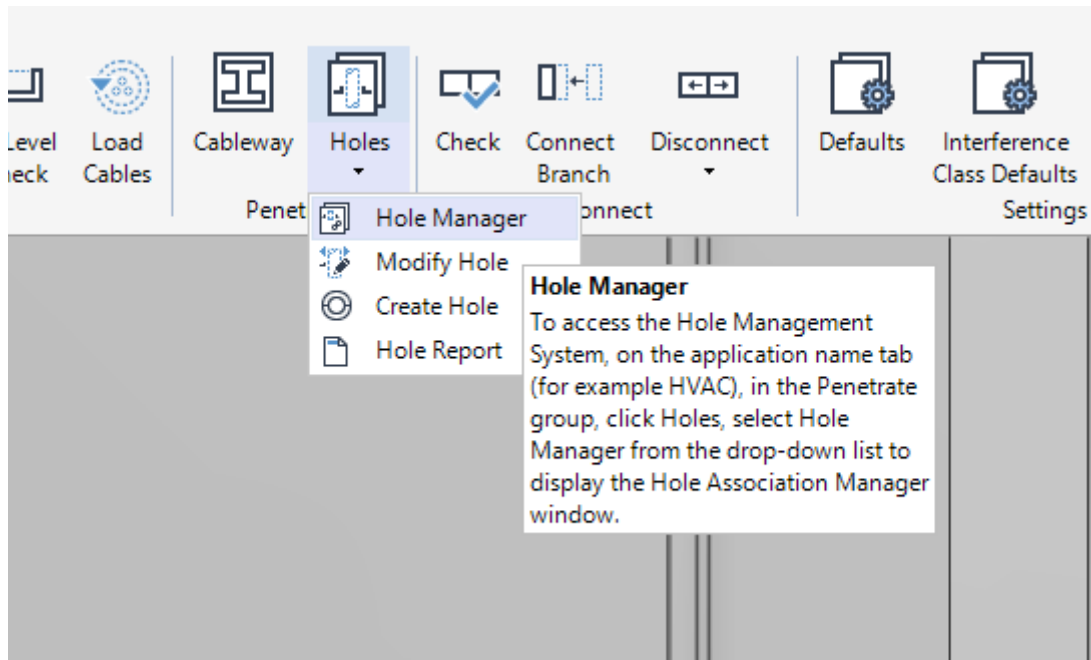 Level
Load
Cableway
Holes
Check
Connect
Disconnect
Defaults
Interference
Cables
Branch
Class Defaults
Settings
Hole Manager
Modify Hole
Create Hole
Hole Report
Hole Manager
To access the Hole Management
System, on the application name tab
(for example HVAC), in the Penetrate
group, click Holes, select Hole
Manager from the drop-down list to
display the Hole Association Manager
window.